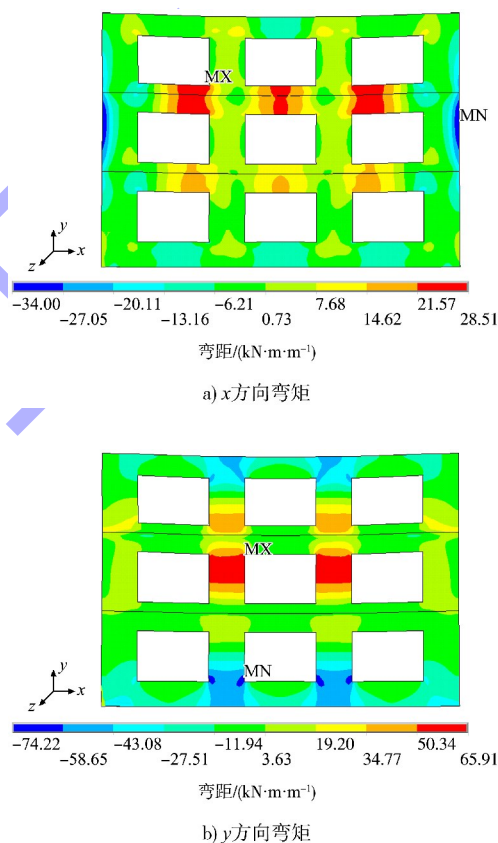 MX
MN
y
x
z
-34.00 -20.11 -6.21 7.68 21.57
-27.05 -13.16 0.73 14.62 28.51
弯距/(kN·m·m⁻¹)
a) x方向弯矩
MX
MN
y
x
z
-74.22 -43.08 -11.94 19.20 50.34
-58.65 -27.51 3.63 34.77 65.91
弯距/(kN·m·m⁻¹)
b) y方向弯矩